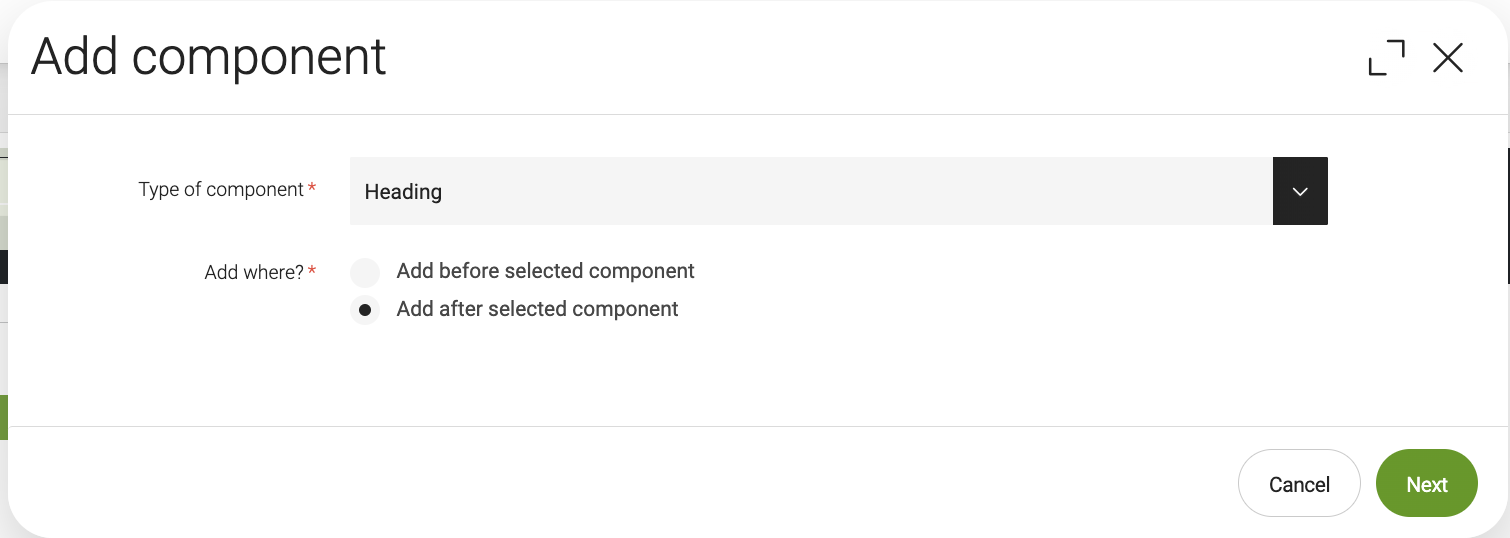 Add component
Type of component *
Heading
Add where? *
Add before selected component
Add after selected component
Cancel
Next